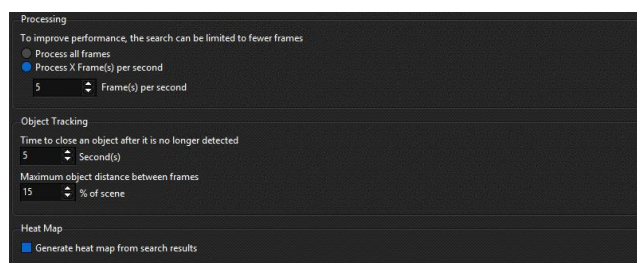 Processing
To improve performance, the search can be limited to fewer frames
Process all frames
Process X Frame(s) per second
5 Frame(s) per second
Object Tracking
Time to close an object after it is no longer detected
5 Second(s)
Maximum object distance between frames
15 % of scene
Heat Map
Generate heat map from search results